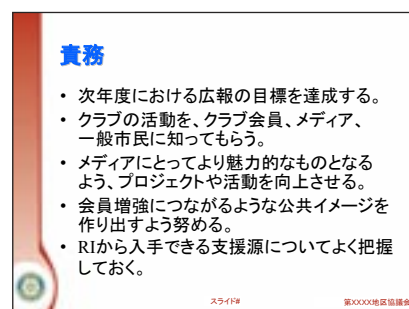 責務
• 次年度における広報の目標を達成する。
• クラブの活動を、クラブ会員、メディア、
一般市民に知ってもらう。
• メディアにとってより魅力的なものとなる
よう、プロジェクトや活動を向上させる。
• 会員増強につながるような公共イメージを
作り出すよう努める。
• RIから入手できる支援源についてよく把握
しておく。
スライド#
第XXXX地区協議会